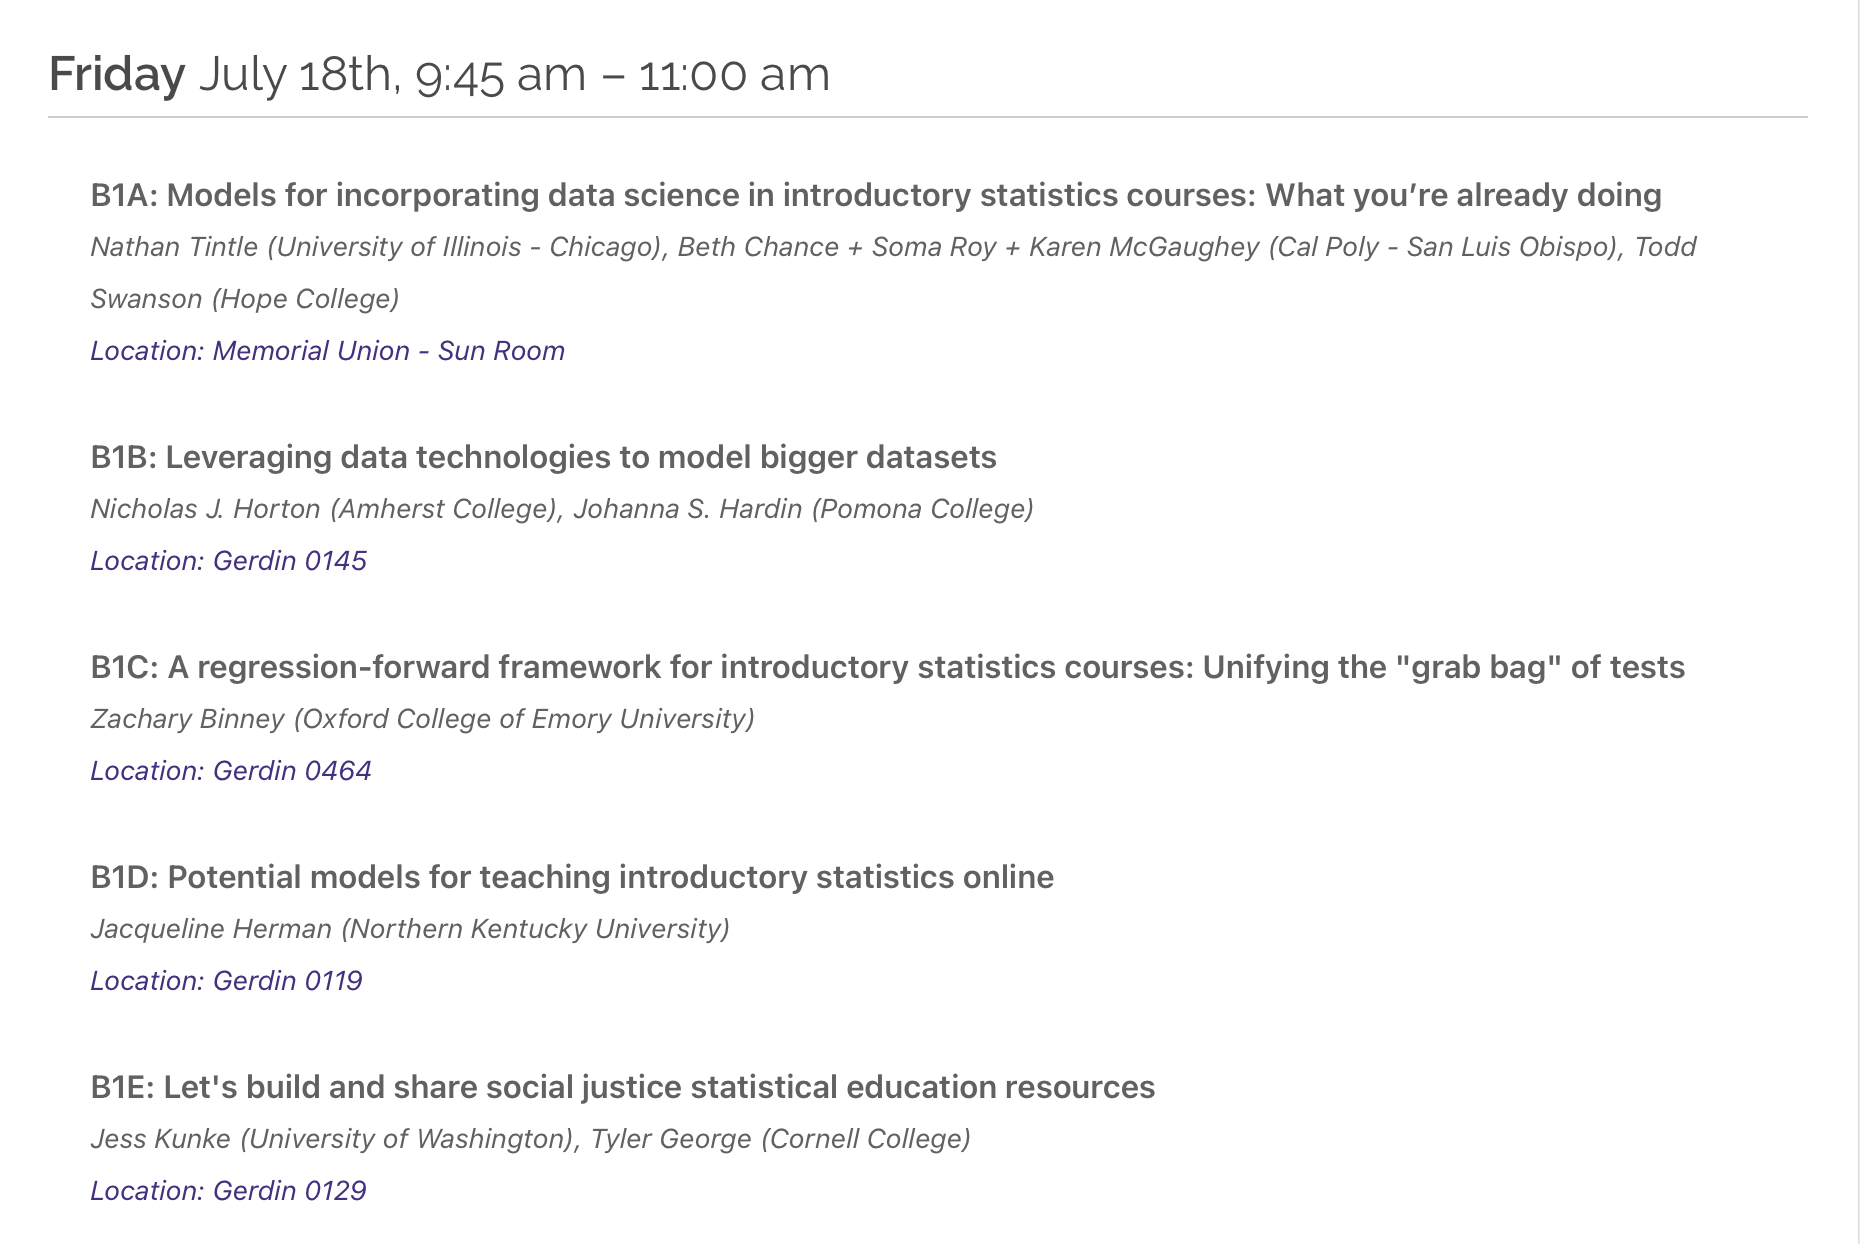 Friday July 18th, 9:45 am – 11:00 am
B1A: Models for incorporating data science in introductory statistics courses: What you’re already doing
Nathan Tintle (University of Illinois - Chicago), Beth Chance + Soma Roy + Karen McGaughey (Cal Poly - San Luis Obispo), Todd
Swanson (Hope College)
Location: Memorial Union - Sun Room
B1B: Leveraging data technologies to model bigger datasets
Nicholas J. Horton (Amherst College), Johanna S. Hardin (Pomona College)
Location: Gerdin 0145
B1C: A regression-forward framework for introductory statistics courses: Unifying the "grab bag" of tests
Zachary Binney (Oxford College of Emory University)
Location: Gerdin 0464
B1D: Potential models for teaching introductory statistics online
Jacqueline Herman (Northern Kentucky University)
Location: Gerdin 0119
B1E: Let's build and share social justice statistical education resources
Jess Kunke (University of Washington), Tyler George (Cornell College)
Location: Gerdin 0129